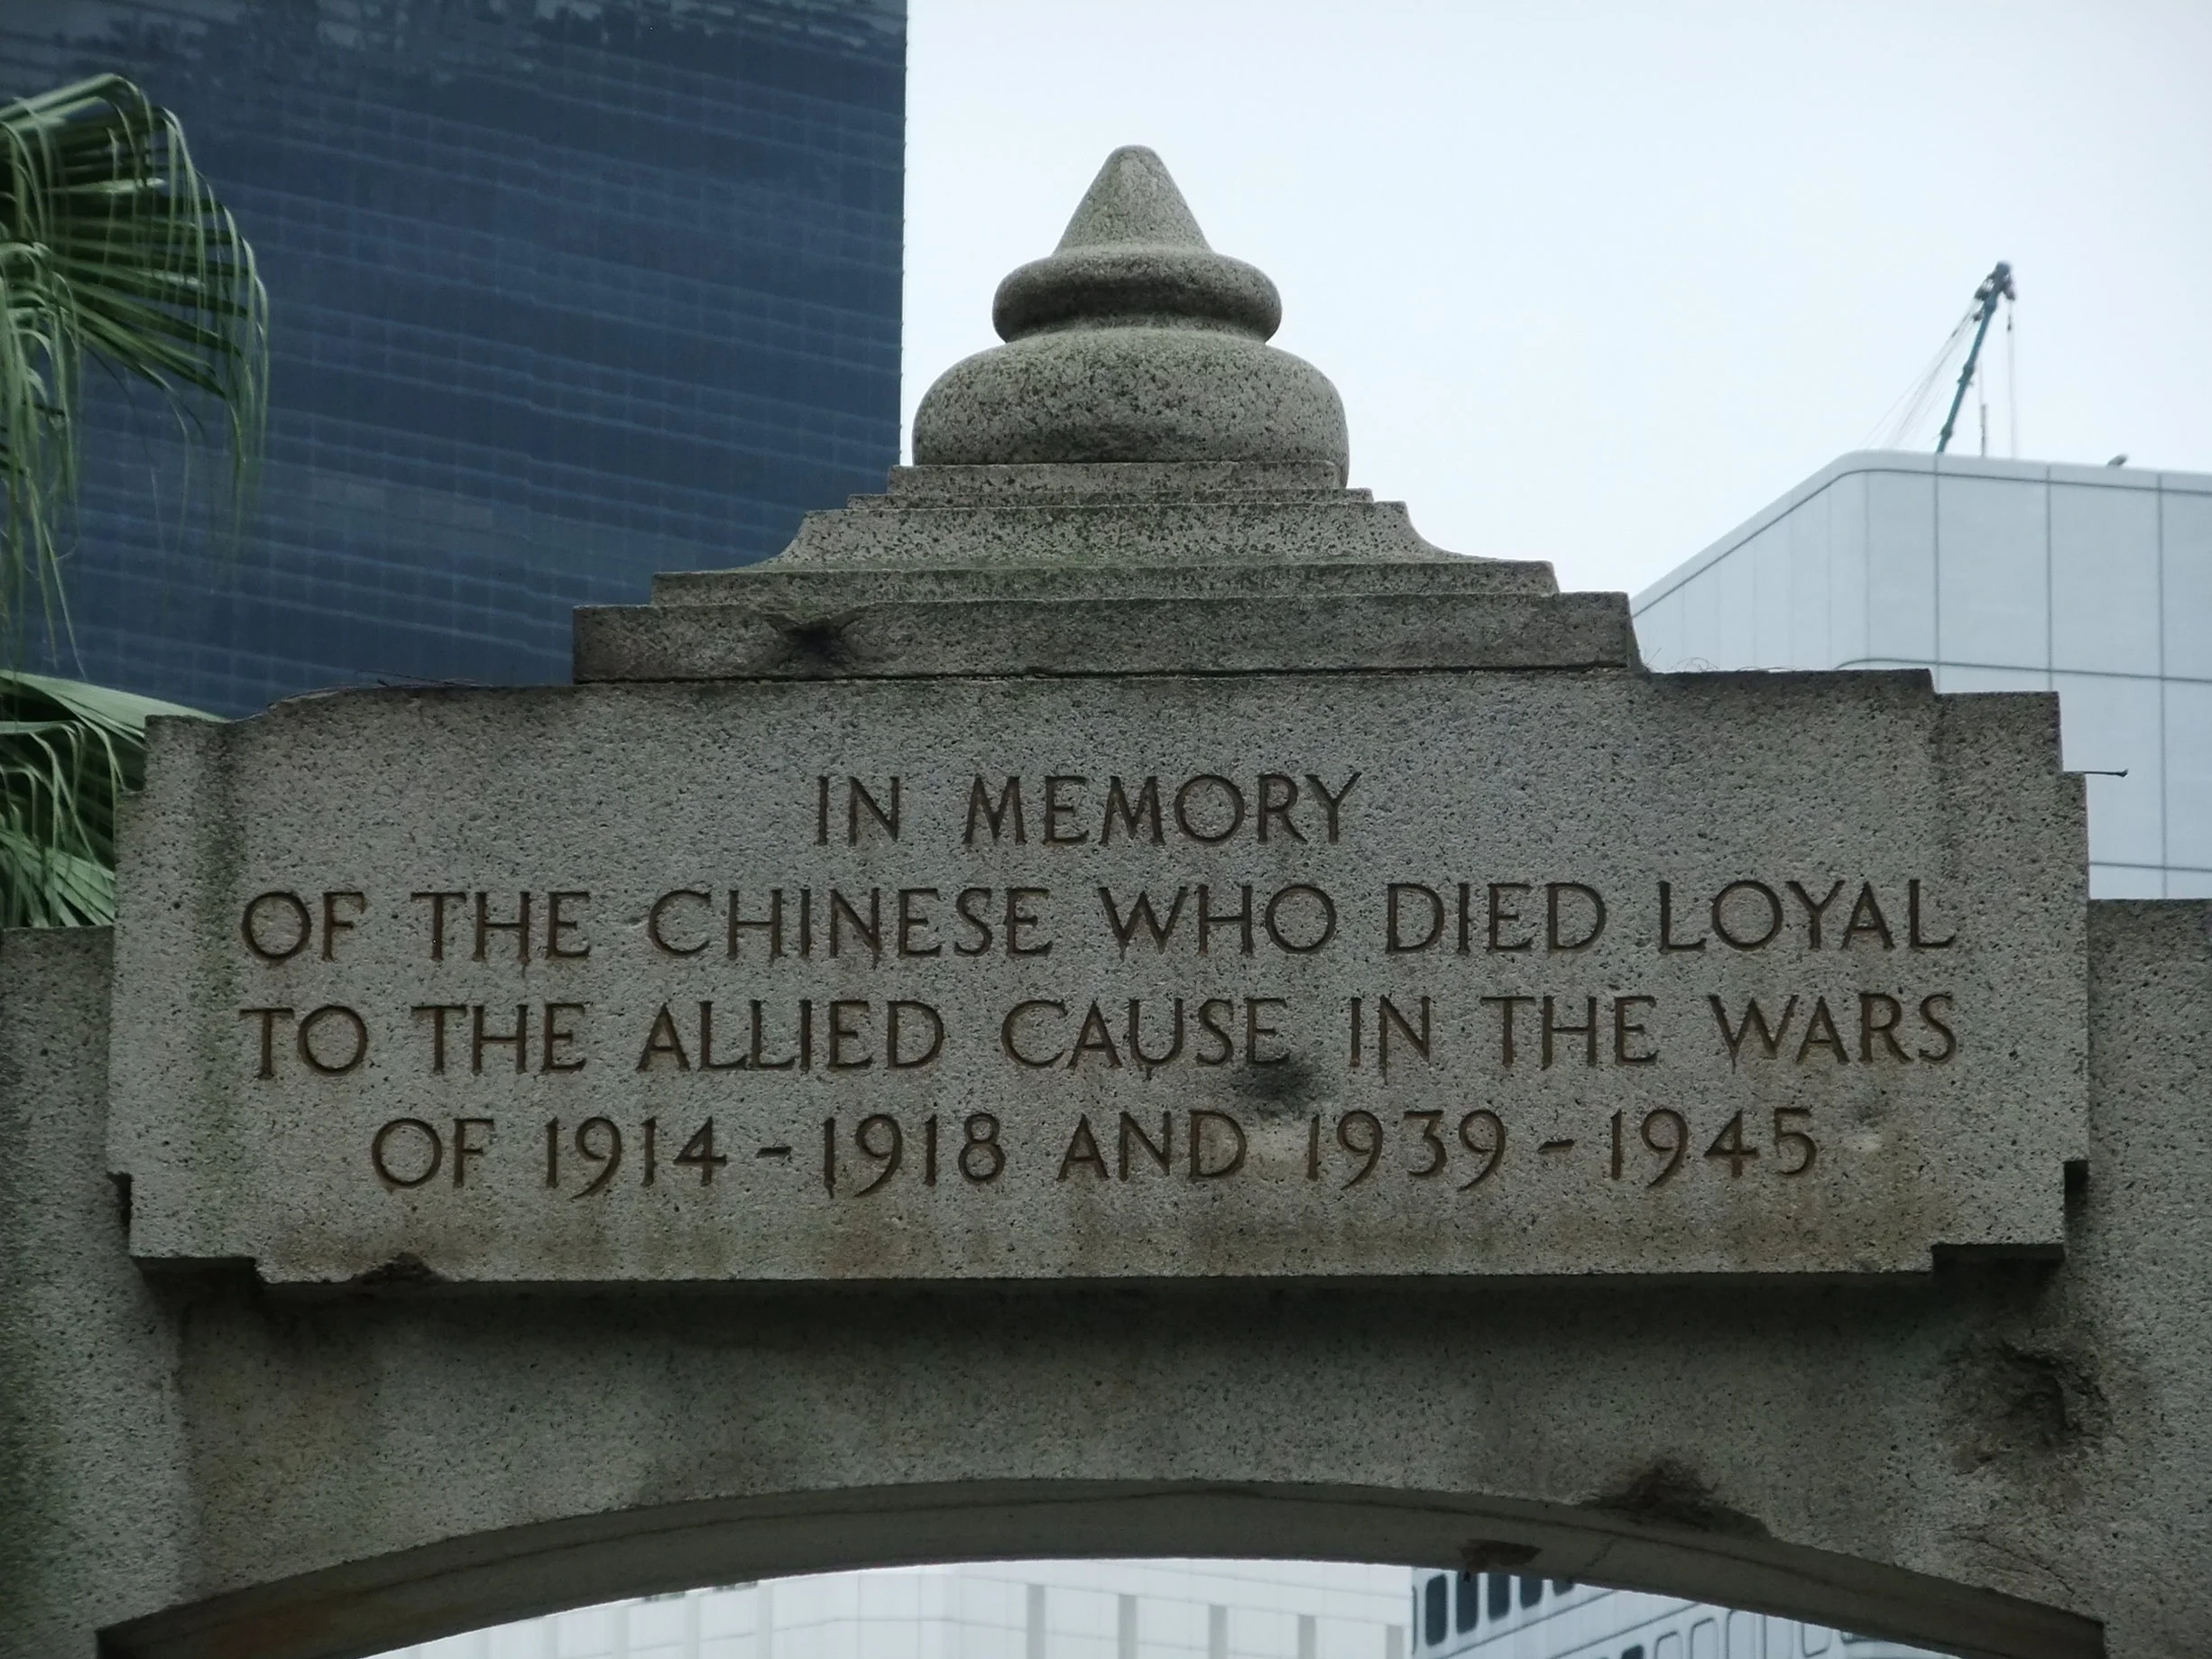 IN MEMORY
OF THE CHINESE WHO DIED LOYAL
TO THE ALLIED CAUSE IN THE WARS
OF 1914-1918 AND 1939-1945